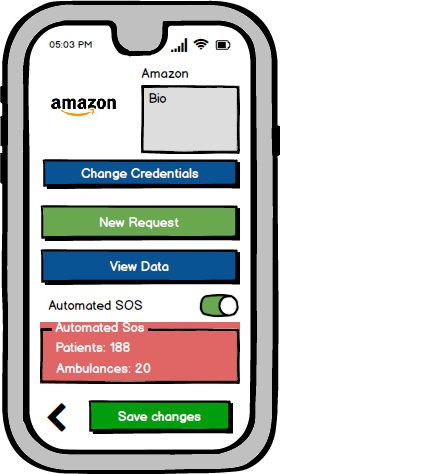 05:03 PM
Amazon
amazon
Bio
Change Credentials
New Request
View Data
Automated SOS
Automated Sos
Patients: 188
Ambulances: 20
Save changes